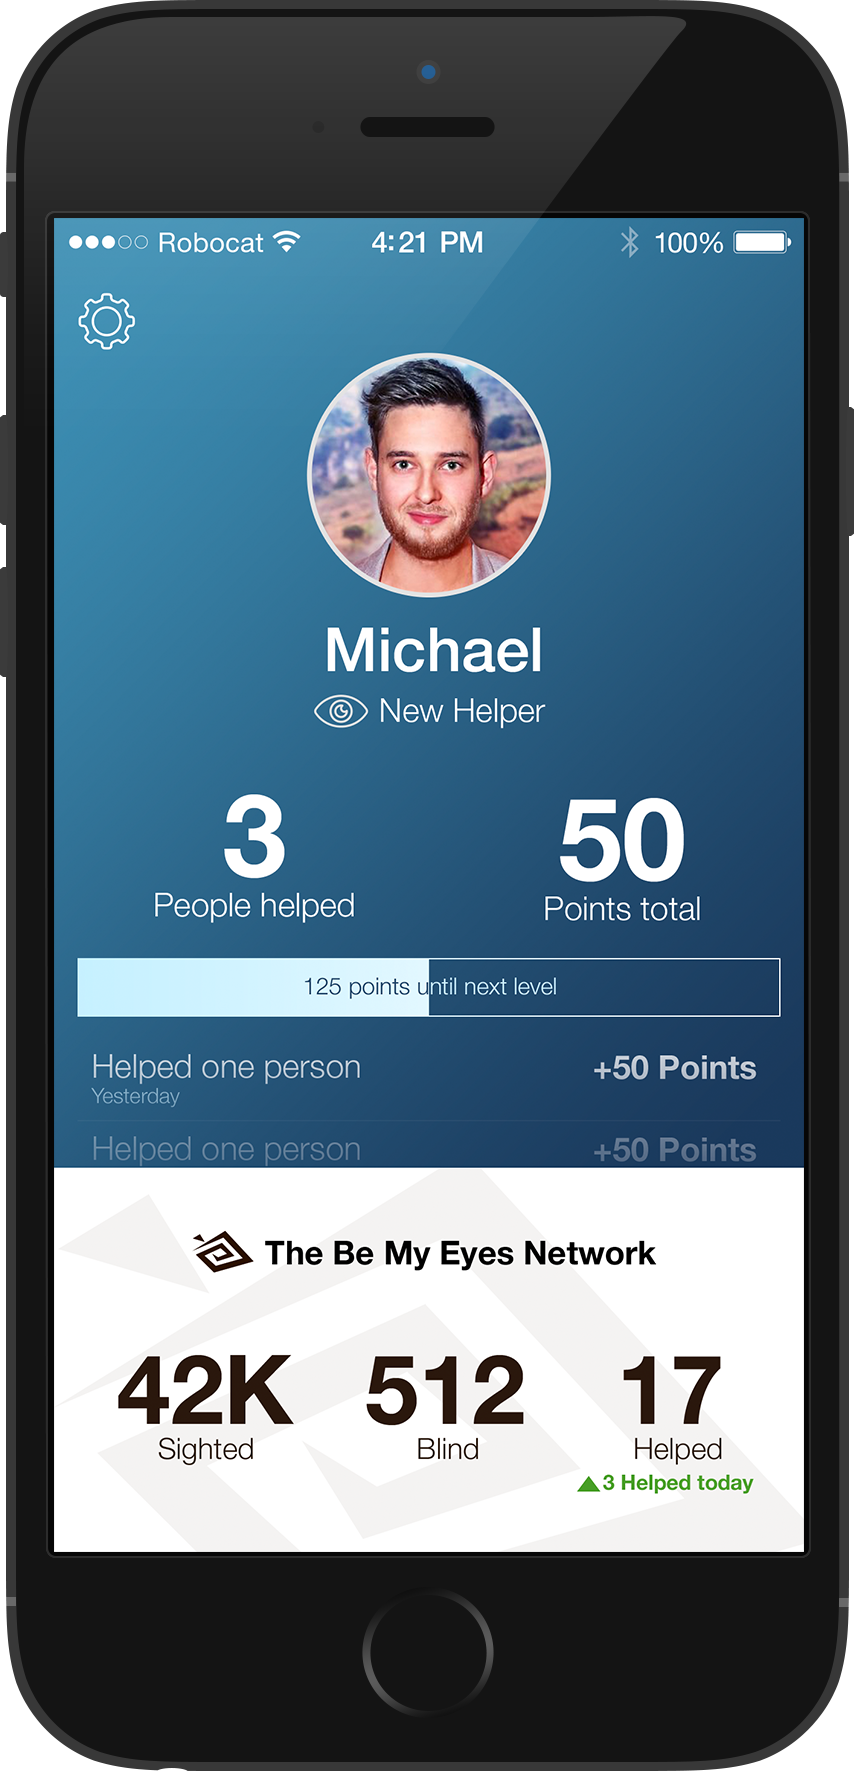 Robocat 4:21 PM 100%
Michael
New Helper
3 50
People helped Points total
125 points until next level
Helped one person +50 Points
Yesterday
Helped one person +50 Points
The Be My Eyes Network
42K 512 17
Sighted Blind Helped
3 Helped today